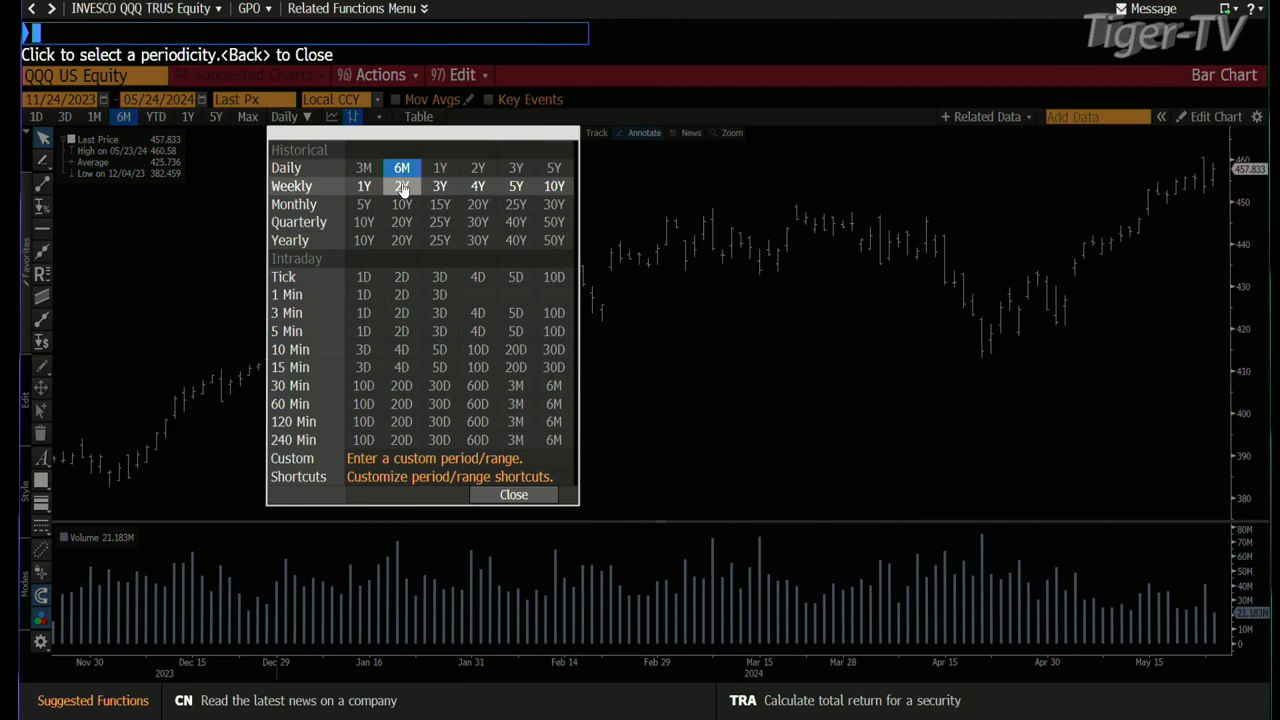 INVESCO QQQ TRUS Equity GPO Related Functions Menu Message ?
Tiger-TV
Click to select a periodicity.<Back> to Close
QQQ US Equity 94) Suggested Charts 96) Actions 97) Edit Bar Chart
11/24/2023 - 05/24/2024 Last Px Local CCY Mov Avgs Key Events
1D 3D 1M 6M YTD 1Y 5Y Max Daily ▼ Table + Related Data Add Data « Edit Chart
Track Annotate News Zoom
Last Price 457.833
High on 05/23/24 460.58
Average 425.736
Low on 12/04/23 382.459
Historical
Daily 3M 6M 1Y 2Y 3Y 5Y
Weekly 1Y 2Y 3Y 4Y 5Y 10Y
Monthly 5Y 10Y 15Y 20Y 25Y 30Y
Quarterly 10Y 20Y 25Y 30Y 40Y 50Y
Yearly 10Y 20Y 25Y 30Y 40Y 50Y
Intraday
Tick 1D 2D 3D 4D 5D 10D
1 Min 1D 2D 3D
3 Min 1D 2D 3D 4D 5D 10D
5 Min 1D 2D 3D 4D 5D 10D
10 Min 3D 4D 5D 10D 20D 30D
15 Min 3D 4D 5D 10D 20D 30D
30 Min 10D 20D 30D 60D 3M 6M
60 Min 10D 20D 30D 60D 3M 6M
120 Min 10D 20D 30D 60D 3M 6M
240 Min 10D 20D 30D 60D 3M 6M
Custom Enter a custom period/range.
Shortcuts Customize period/range shortcuts.
Close
Favorites
Edit
Style
Modes
460
457.833
450
440
430
420
410
400
390
380
Volume 21.183M
80M
70M
60M
50M
40M
30M
21.183M
10M
0
Nov 30 Dec 15 Dec 29 Jan 16 Jan 31 Feb 14 Feb 29 Mar 15 Mar 28 Apr 15 Apr 30 May 15
2023 2024
Suggested Functions CN Read the latest news on a company TRA Calculate total return for a security